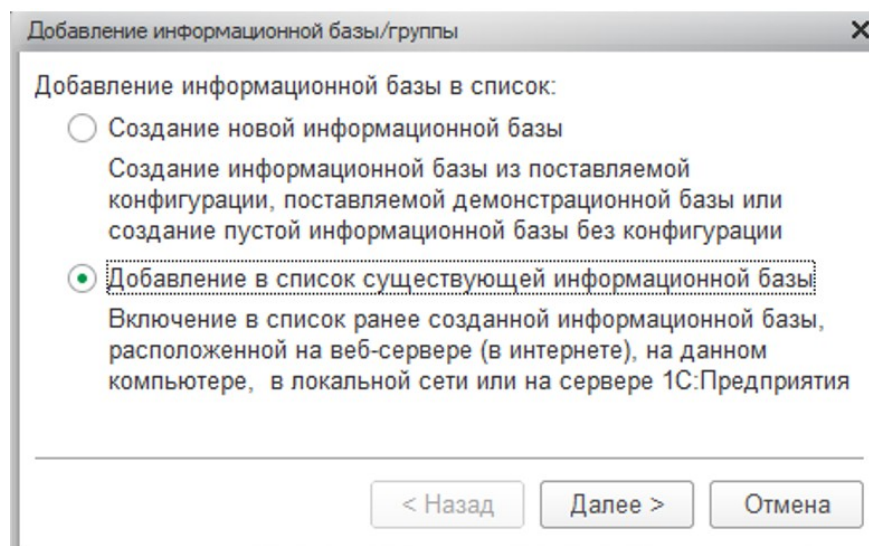 Добавление информационной базы/группы
Добавление информационной базы в список:
Создание новой информационной базы
Создание информационной базы из поставляемой
конфигурации, поставляемой демонстрационной базы или
создание пустой информационной базы без конфигурации
Добавление в список существующей информационной базы
Включение в список ранее созданной информационной базы,
расположенной на веб-сервере (в интернете), на данном
компьютере, в локальной сети или на сервере 1С:Предприятия
< Назад Далее > Отмена